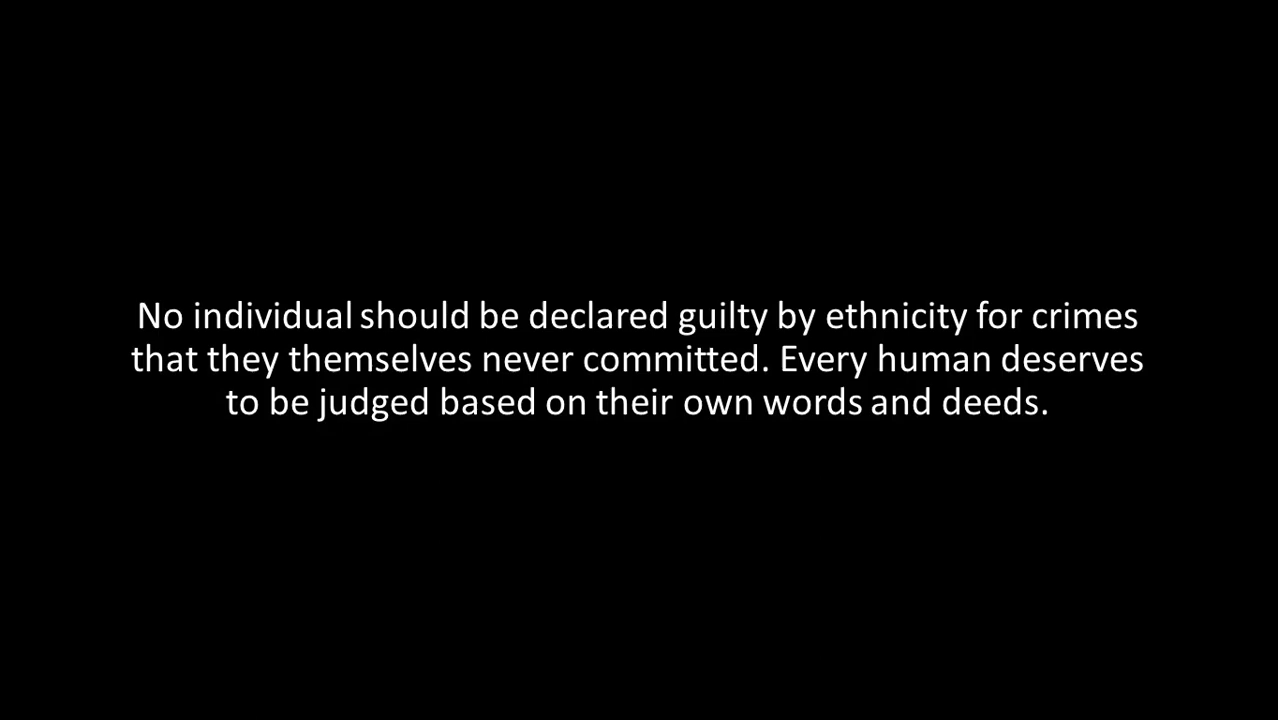 No individual should be declared guilty by ethnicity for crimes
that they themselves never committed. Every human deserves
to be judged based on their own words and deeds.